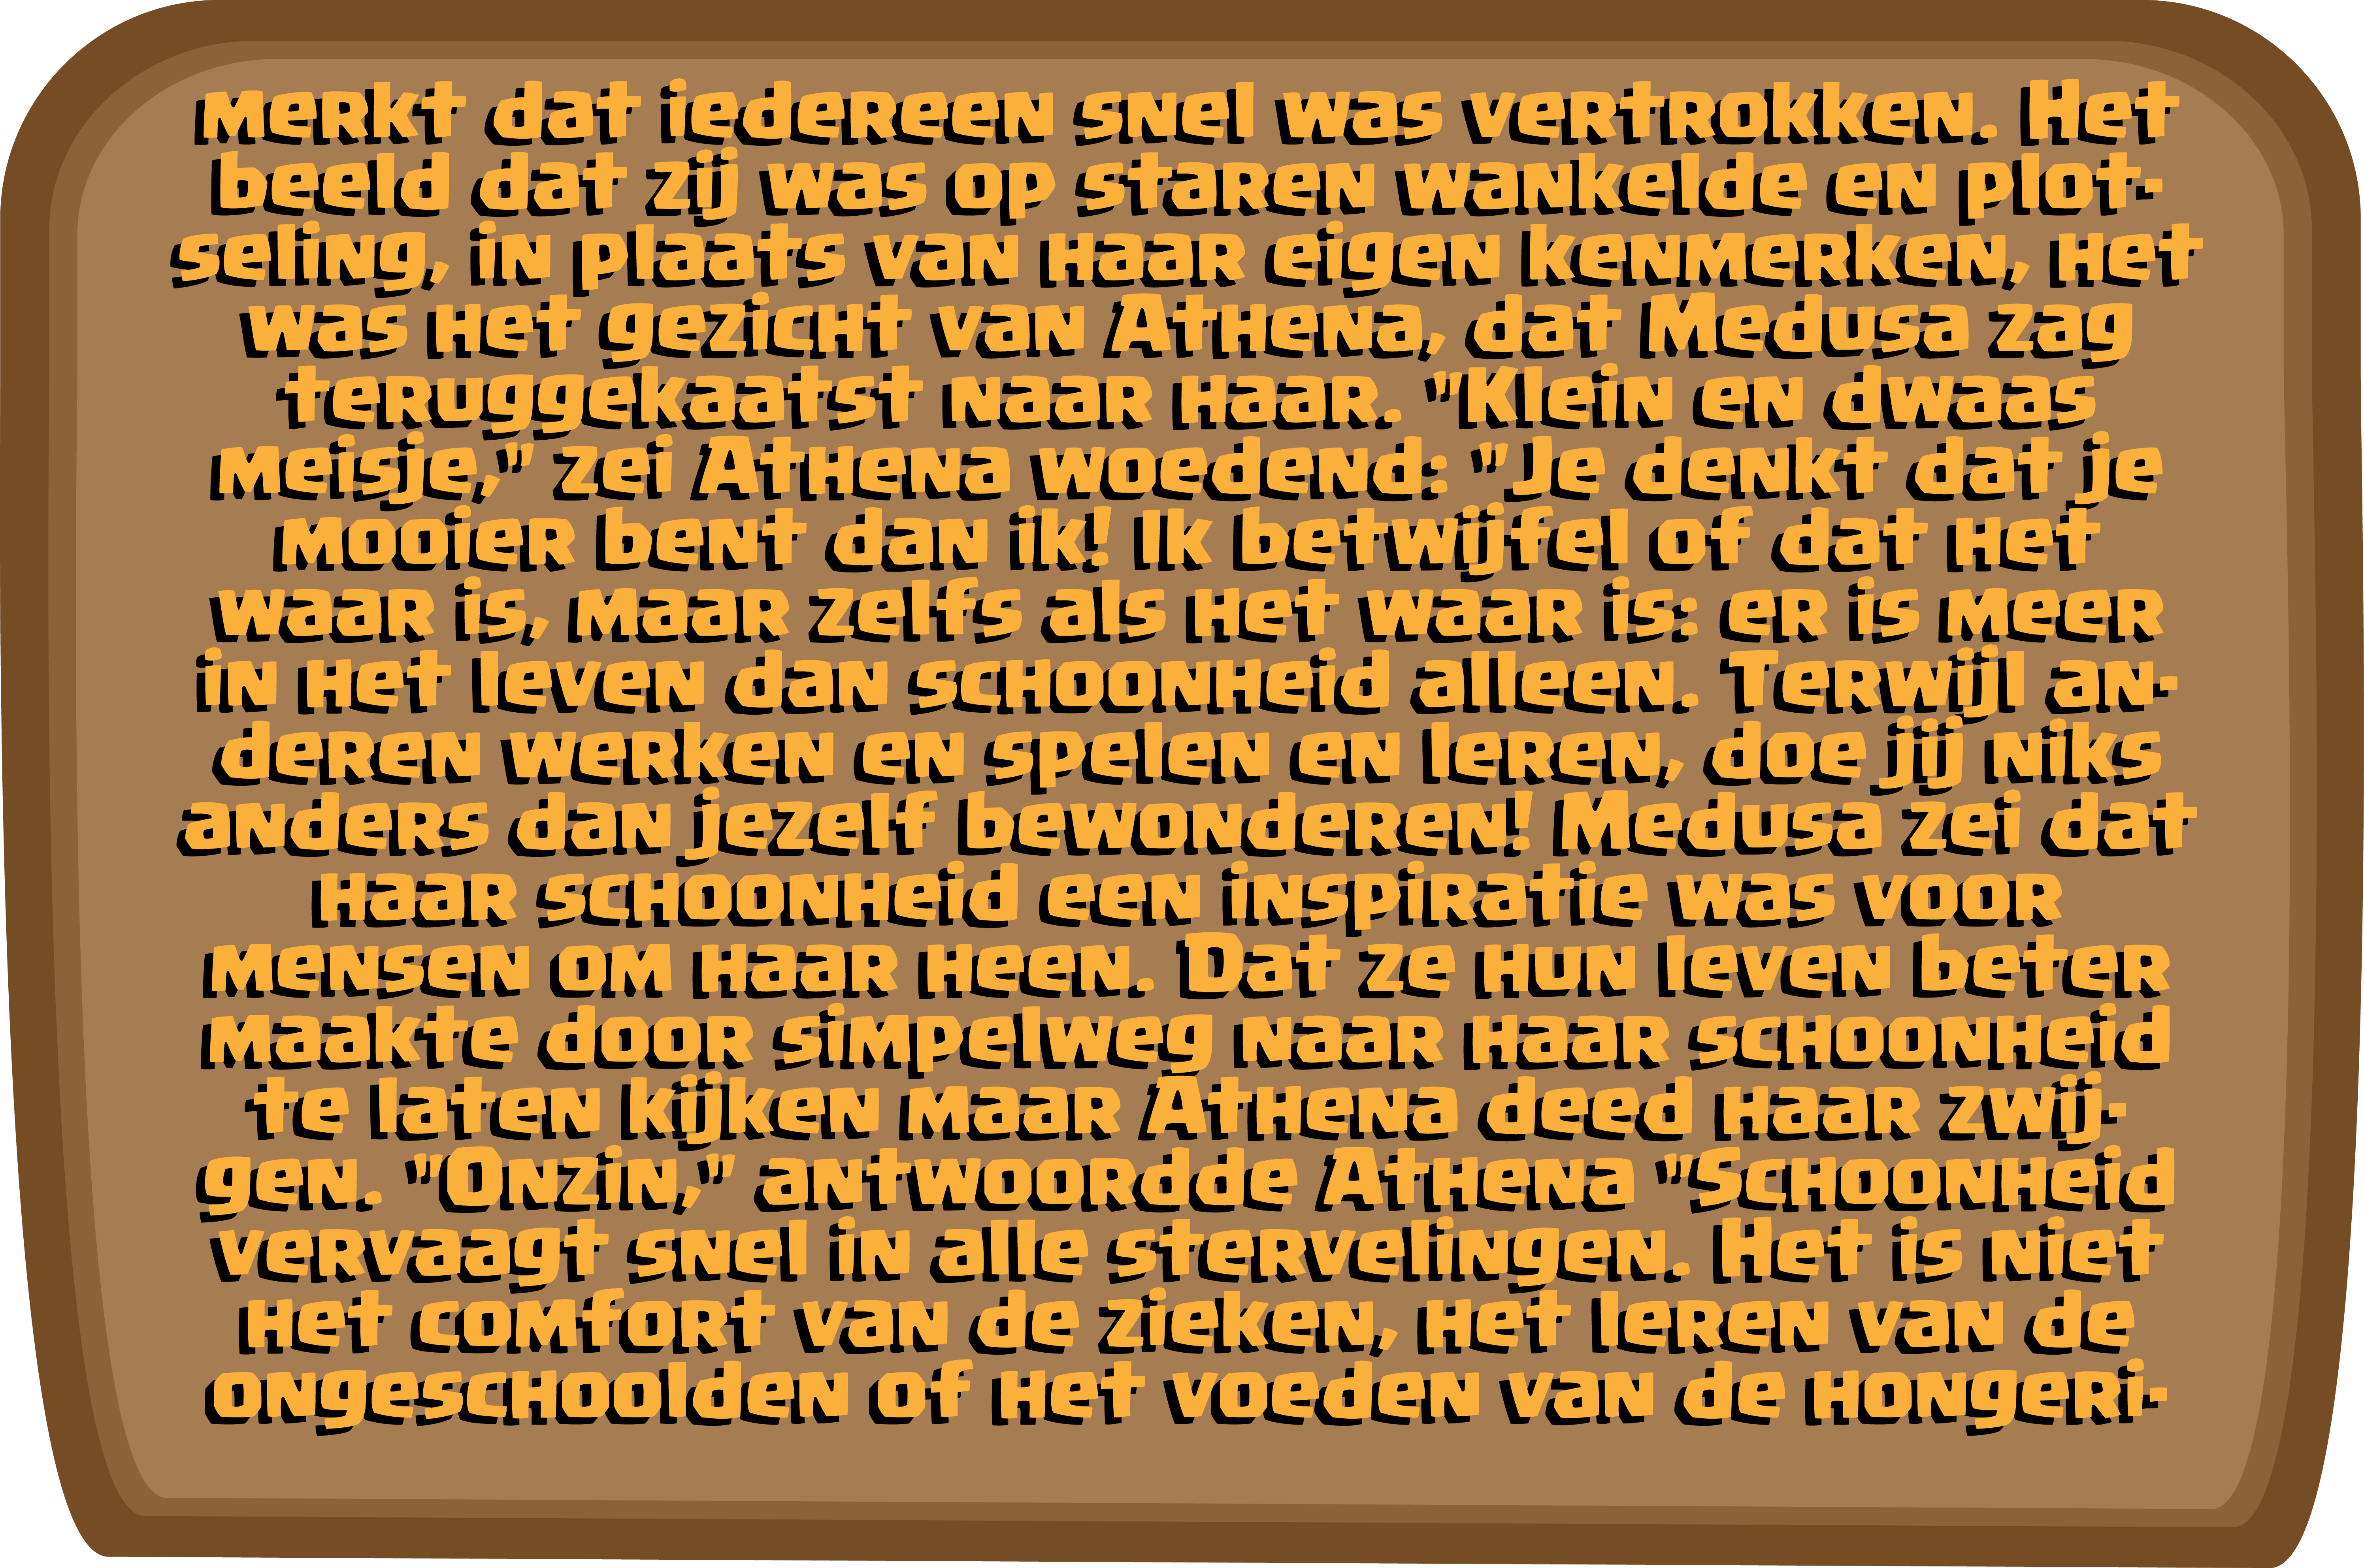 merkt dat iedereen snel was vertrokken. Het
beeld dat zij was op staren wankelde en plot-
seling, in plaats van haar eigen kenmerken, het
was het gezicht van Athena, dat Medusa zag
teruggekaatst naar haar. "Klein en dwaas
meisje," zei Athena woedend: "Je denkt dat je
mooier bent dan ik! Ik betwijfel of dat het
waar is, maar zelfs als het waar is: er is meer
in het leven dan schoonheid alleen. Terwijl an-
deren werken en spelen en leren, doe jij niks
anders dan jezelf bewonderen! Medusa zei dat
haar schoonheid een inspiratie was voor
mensen om haar heen. Dat ze hun leven beter
maakte door simpelweg naar haar schoonheid
te laten kijken maar Athena deed haar zwij-
gen. "Onzin," antwoordde Athena "Schoonheid
vervaagt snel in alle stervelingen. Het is niet
het comfort van de zieken, het leren van de
ongeschoolden of het voeden van de hongeri-